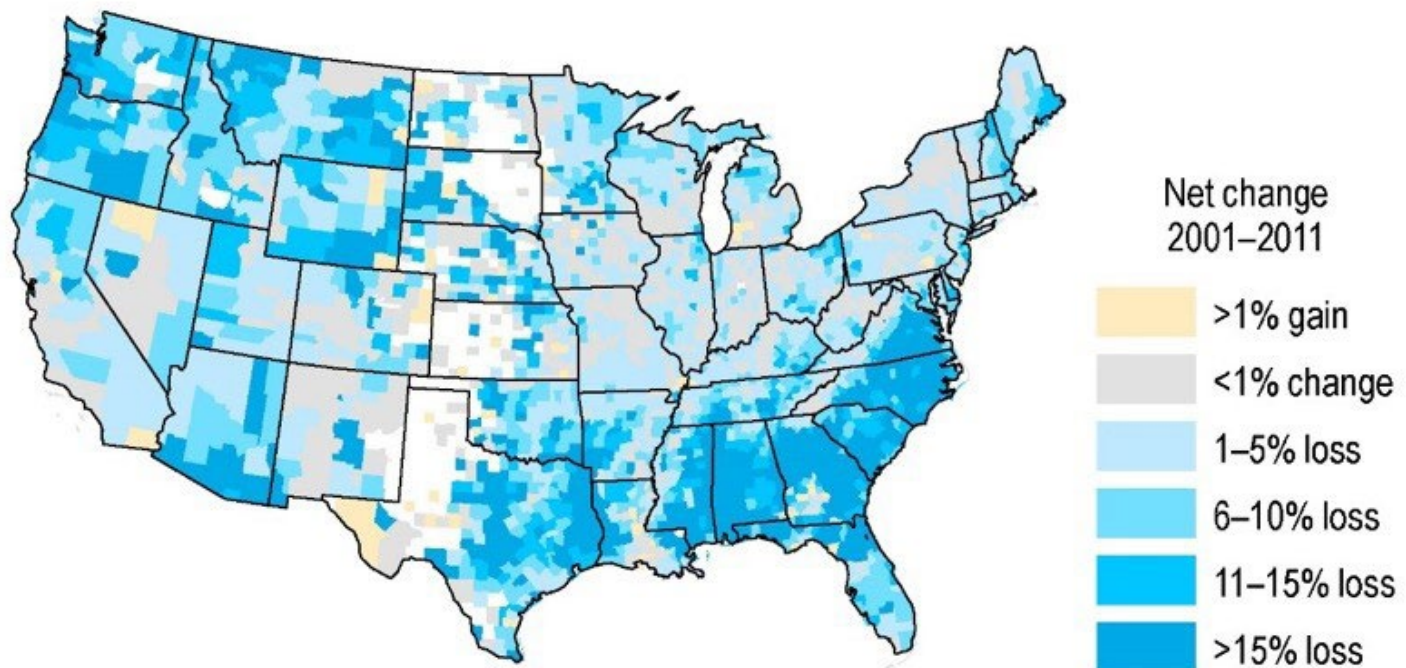 Net change
2001–2011
>1% gain
<1% change
1–5% loss
6–10% loss
11–15% loss
>15% loss